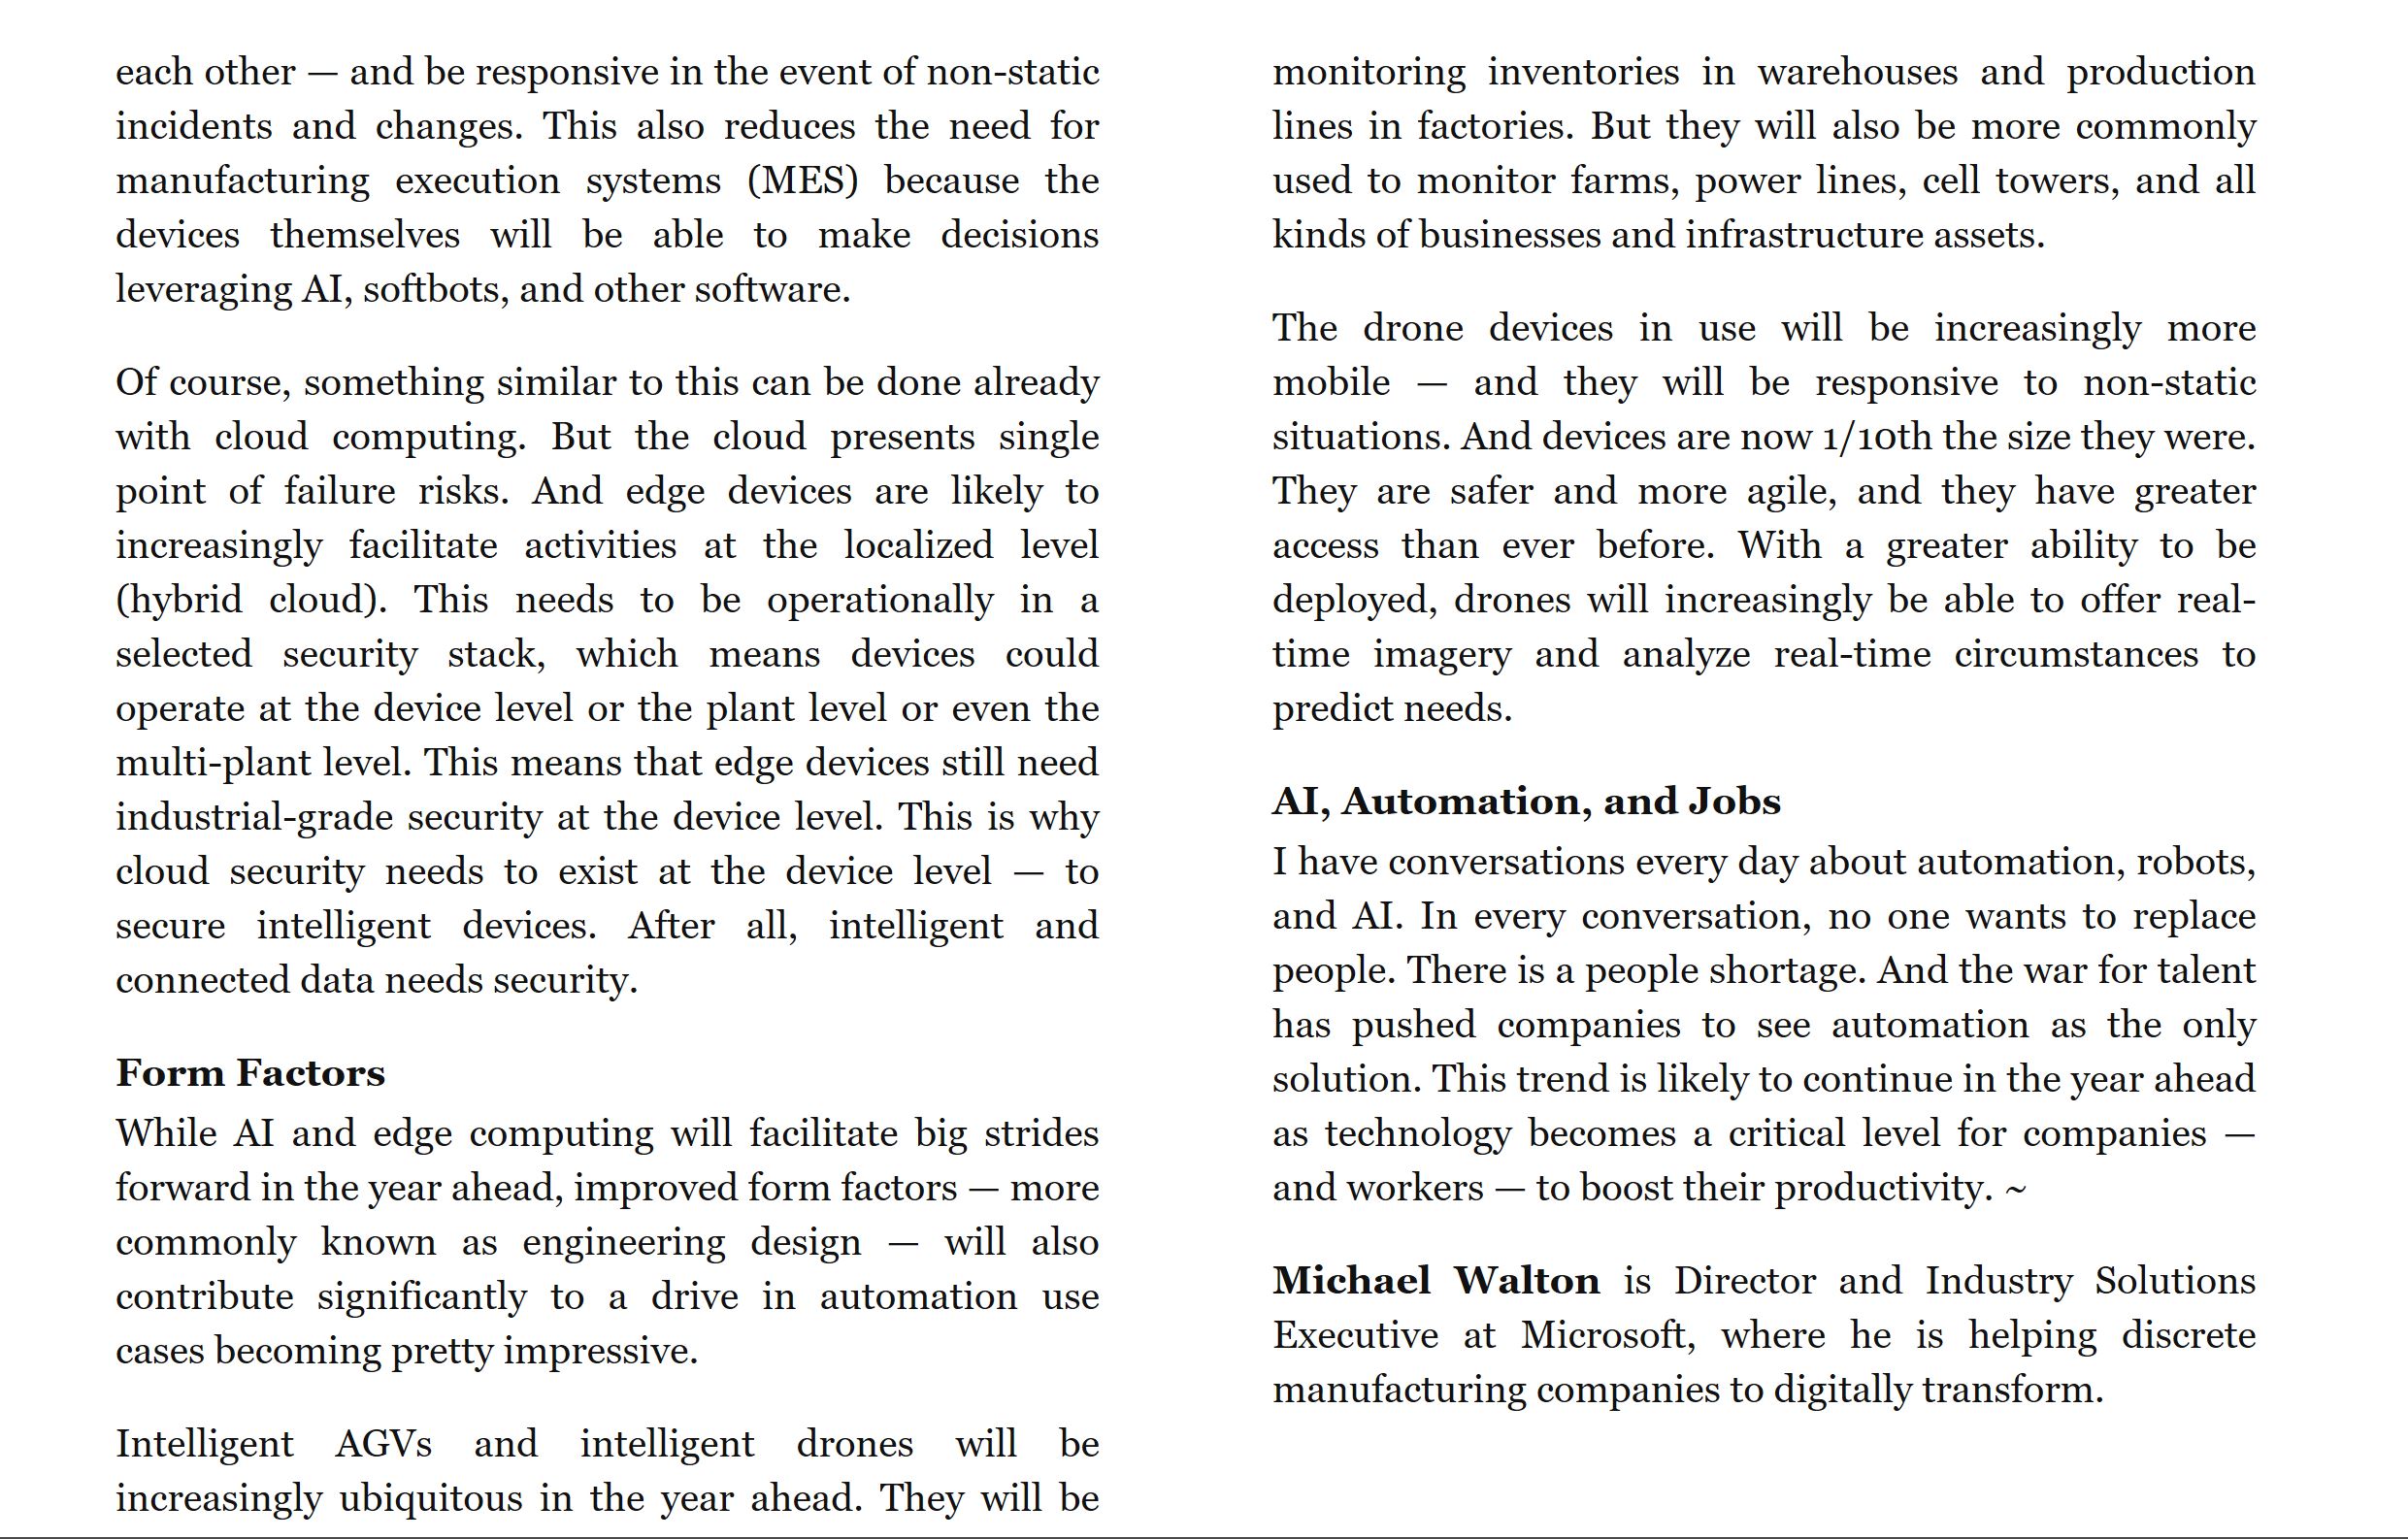 each other — and be responsive in the event of non-static
incidents and changes. This also reduces the need for
manufacturing execution systems (MES) because the
devices themselves will be able to make decisions
leveraging AI, softbots, and other software.
Of course, something similar to this can be done already
with cloud computing. But the cloud presents single
point of failure risks. And edge devices are likely to
increasingly facilitate activities at the localized level
(hybrid cloud). This needs to be operationally in a
selected security stack, which means devices could
operate at the device level or the plant level or even the
multi-plant level. This means that edge devices still need
industrial-grade security at the device level. This is why
cloud security needs to exist at the device level — to
secure intelligent devices. After all, intelligent and
connected data needs security.
Form Factors
While AI and edge computing will facilitate big strides
forward in the year ahead, improved form factors — more
commonly known as engineering design — will also
contribute significantly to a drive in automation use
cases becoming pretty impressive.
Intelligent AGVs and intelligent drones will be
increasingly ubiquitous in the year ahead. They will be
monitoring inventories in warehouses and production
lines in factories. But they will also be more commonly
used to monitor farms, power lines, cell towers, and all
kinds of businesses and infrastructure assets.
The drone devices in use will be increasingly more
mobile — and they will be responsive to non-static
situations. And devices are now 1/10th the size they were.
They are safer and more agile, and they have greater
access than ever before. With a greater ability to be
deployed, drones will increasingly be able to offer real-
time imagery and analyze real-time circumstances to
predict needs.
AI, Automation, and Jobs
I have conversations every day about automation, robots,
and AI. In every conversation, no one wants to replace
people. There is a people shortage. And the war for talent
has pushed companies to see automation as the only
solution. This trend is likely to continue in the year ahead
as technology becomes a critical level for companies —
and workers — to boost their productivity. ~
Michael Walton is Director and Industry Solutions
Executive at Microsoft, where he is helping discrete
manufacturing companies to digitally transform.